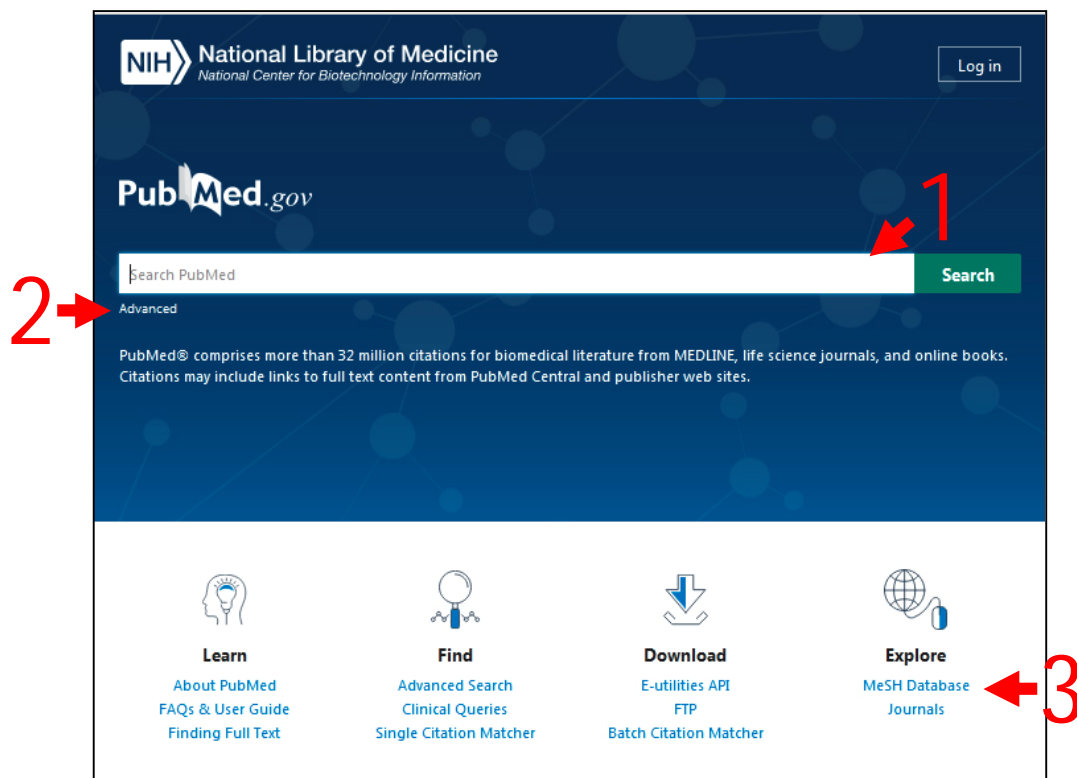 NIH National Library of Medicine
National Center for Biotechnology Information
Log in
PubMed.gov
1
Search PubMed
Search
2
Advanced
PubMed® comprises more than 32 million citations for biomedical literature from MEDLINE, life science journals, and online books.
Citations may include links to full text content from PubMed Central and publisher web sites.
Learn
About PubMed
FAQs & User Guide
Finding Full Text
Find
Advanced Search
Clinical Queries
Single Citation Matcher
Download
E-utilities API
FTP
Batch Citation Matcher
Explore
MeSH Database
3
Journals